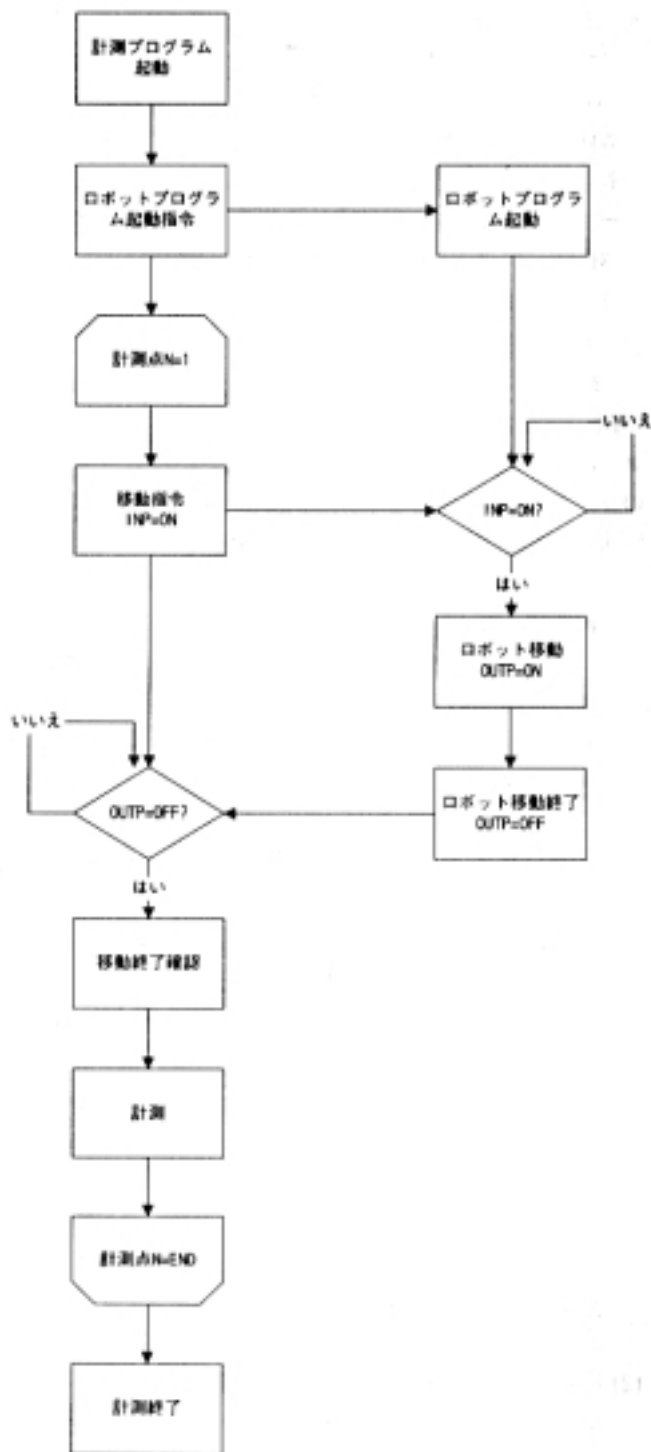 計測プログラム
起動
ロボットプログラ
ム起動指令
ロボットプログラ
ム起動
計測点N=1
いいえ
移動指令
INP=ON
INP=ON?
はい
ロボット移動
OUTP=ON
いいえ
OUTP=OFF?
ロボット移動終了
OUTP=OFF
はい
移動終了確認
計測
計測点N=END
計測終了